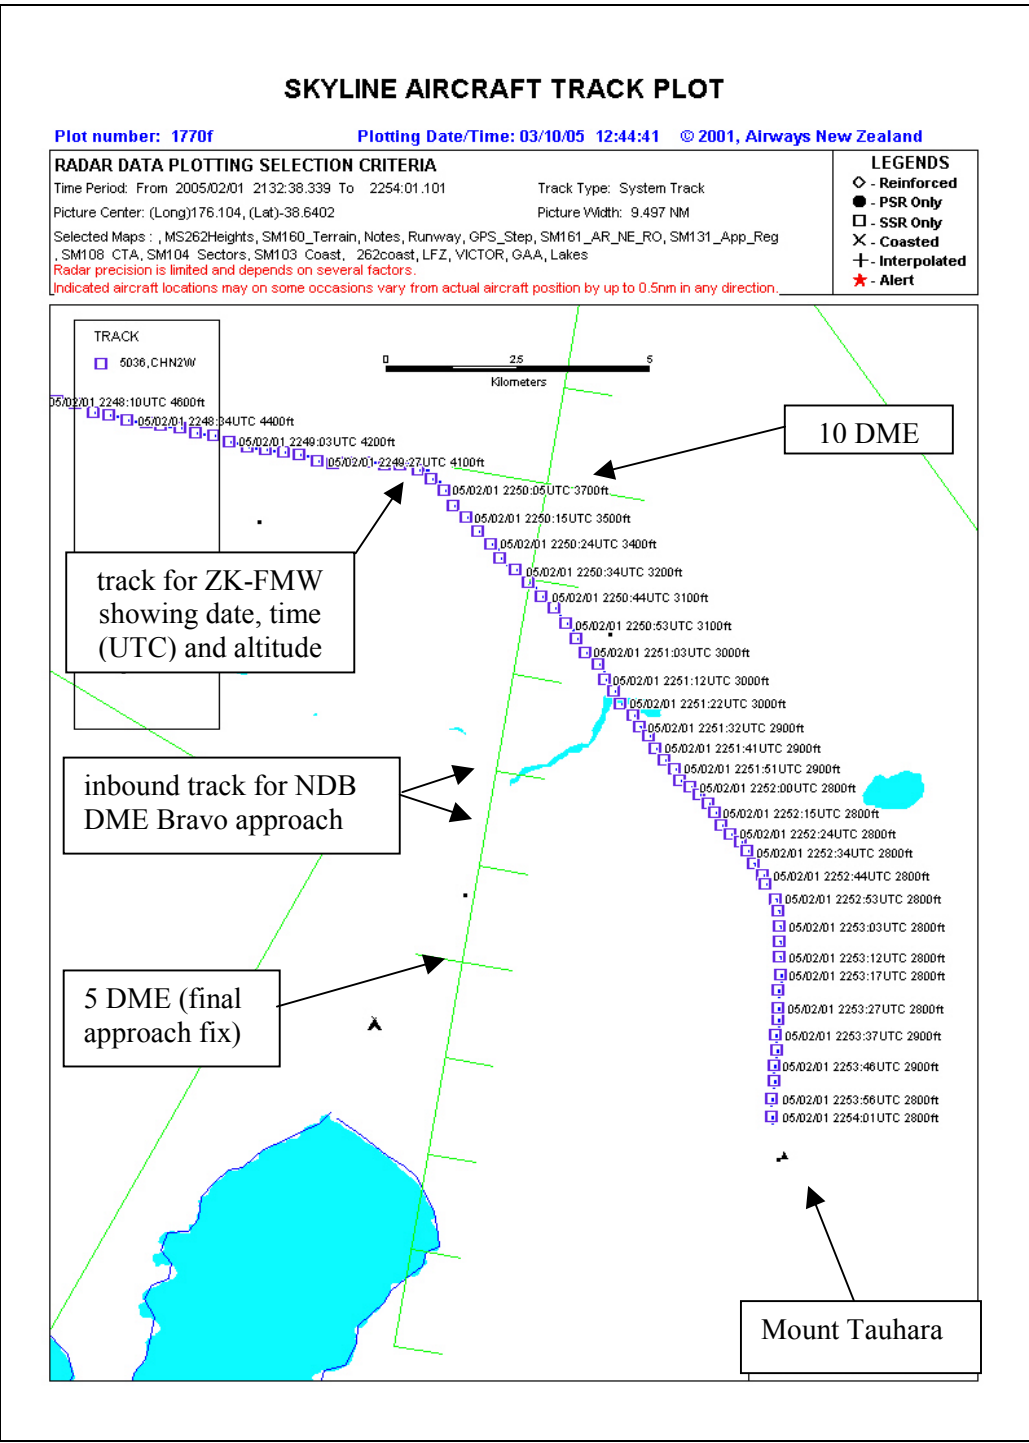 SKYLINE AIRCRAFT TRACK PLOT
Plot number: 1770f
Plotting Date/Time: 03/10/05 12:44:41 © 2001, Airways New Zealand
RADAR DATA PLOTTING SELECTION CRITERIA
Time Period: From 2005/02/01 2132:38.339 To 2254:01.101
Track Type: System Track
Picture Center: (Long)176.104, (Lat)-38.6402
Picture Width: 9.497 NM
Selected Maps : , MS262Heights, SM160_Terrain, Notes, Runway, GPS_Step, SM161_AR_NE_RO, SM131_App_Reg
, SM108 CTA, SM104 Sectors, SM103 Coast, 262coast, LFZ, VICTOR, GAA, Lakes
Radar precision is limited and depends on several factors.
Indicated aircraft locations may on some occasions vary from actual aircraft position by up to 0.5nm in any direction.
LEGENDS
- Reinforced
- PSR Only
- SSR Only
- Coasted
- Interpolated
- Alert
TRACK
5036,CHN2W
0 2.5 5
Kilometers
05/02/01 2248:10UTC 4600ft
05/02/01 2248:34UTC 4400ft
05/02/01 2249:03UTC 4200ft
05/02/01 2249:27UTC 4100ft
10 DME
05/02/01 2250:05UTC 3700ft
05/02/01 2250:15UTC 3500ft
05/02/01 2250:24UTC 3400ft
05/02/01 2250:34UTC 3200ft
05/02/01 2250:44UTC 3100ft
05/02/01 2250:53UTC 3100ft
05/02/01 2251:03UTC 3000ft
05/02/01 2251:12UTC 3000ft
05/02/01 2251:22UTC 3000ft
05/02/01 2251:32UTC 2900ft
05/02/01 2251:41UTC 2900ft
05/02/01 2251:51UTC 2900ft
05/02/01 2252:00UTC 2800ft
05/02/01 2252:15UTC 2800ft
05/02/01 2252:24UTC 2800ft
05/02/01 2252:34UTC 2800ft
05/02/01 2252:44UTC 2800ft
05/02/01 2252:53UTC 2800ft
05/02/01 2253:03UTC 2800ft
05/02/01 2253:12UTC 2800ft
05/02/01 2253:17UTC 2800ft
05/02/01 2253:27UTC 2800ft
05/02/01 2253:37UTC 2900ft
05/02/01 2253:46UTC 2900ft
05/02/01 2253:56UTC 2800ft
05/02/01 2254:01UTC 2800ft
track for ZK-FMW
showing date, time
(UTC) and altitude
inbound track for NDB
DME Bravo approach
5 DME (final
approach fix)
Mount Tauhara